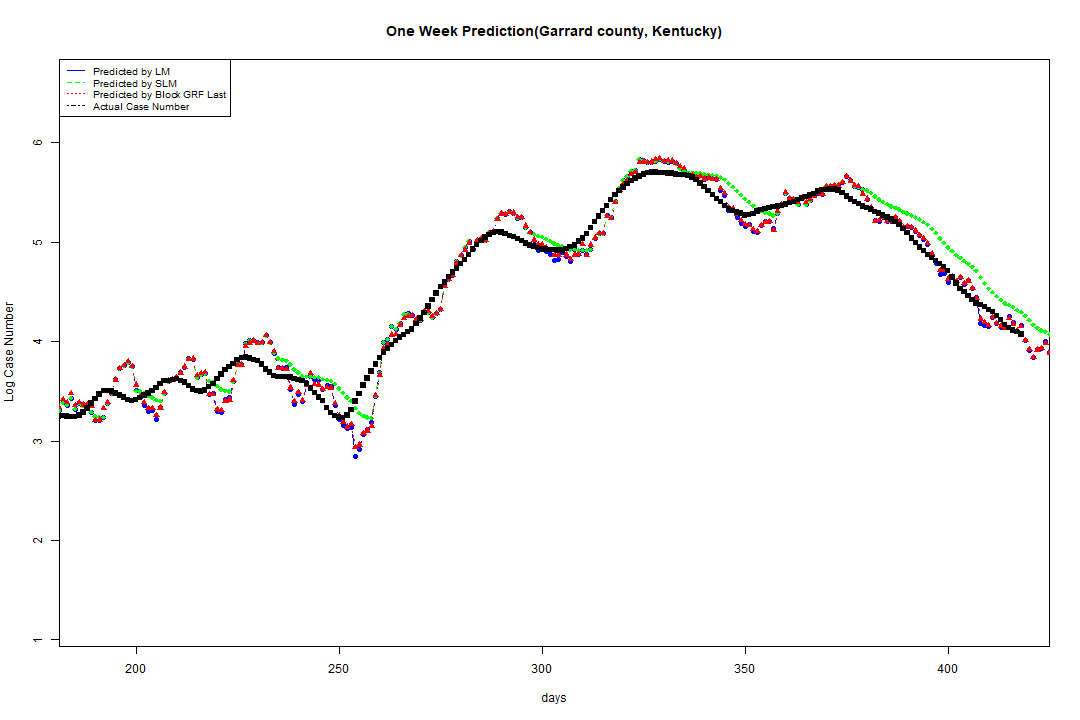 One Week Prediction(Garrard county, Kentucky)
Predicted by LM
Predicted by SLM
Predicted by Block GRF Last
Actual Case Number
6
5
4
3
2
1
Log Case Number
200 250 300 350 400
days